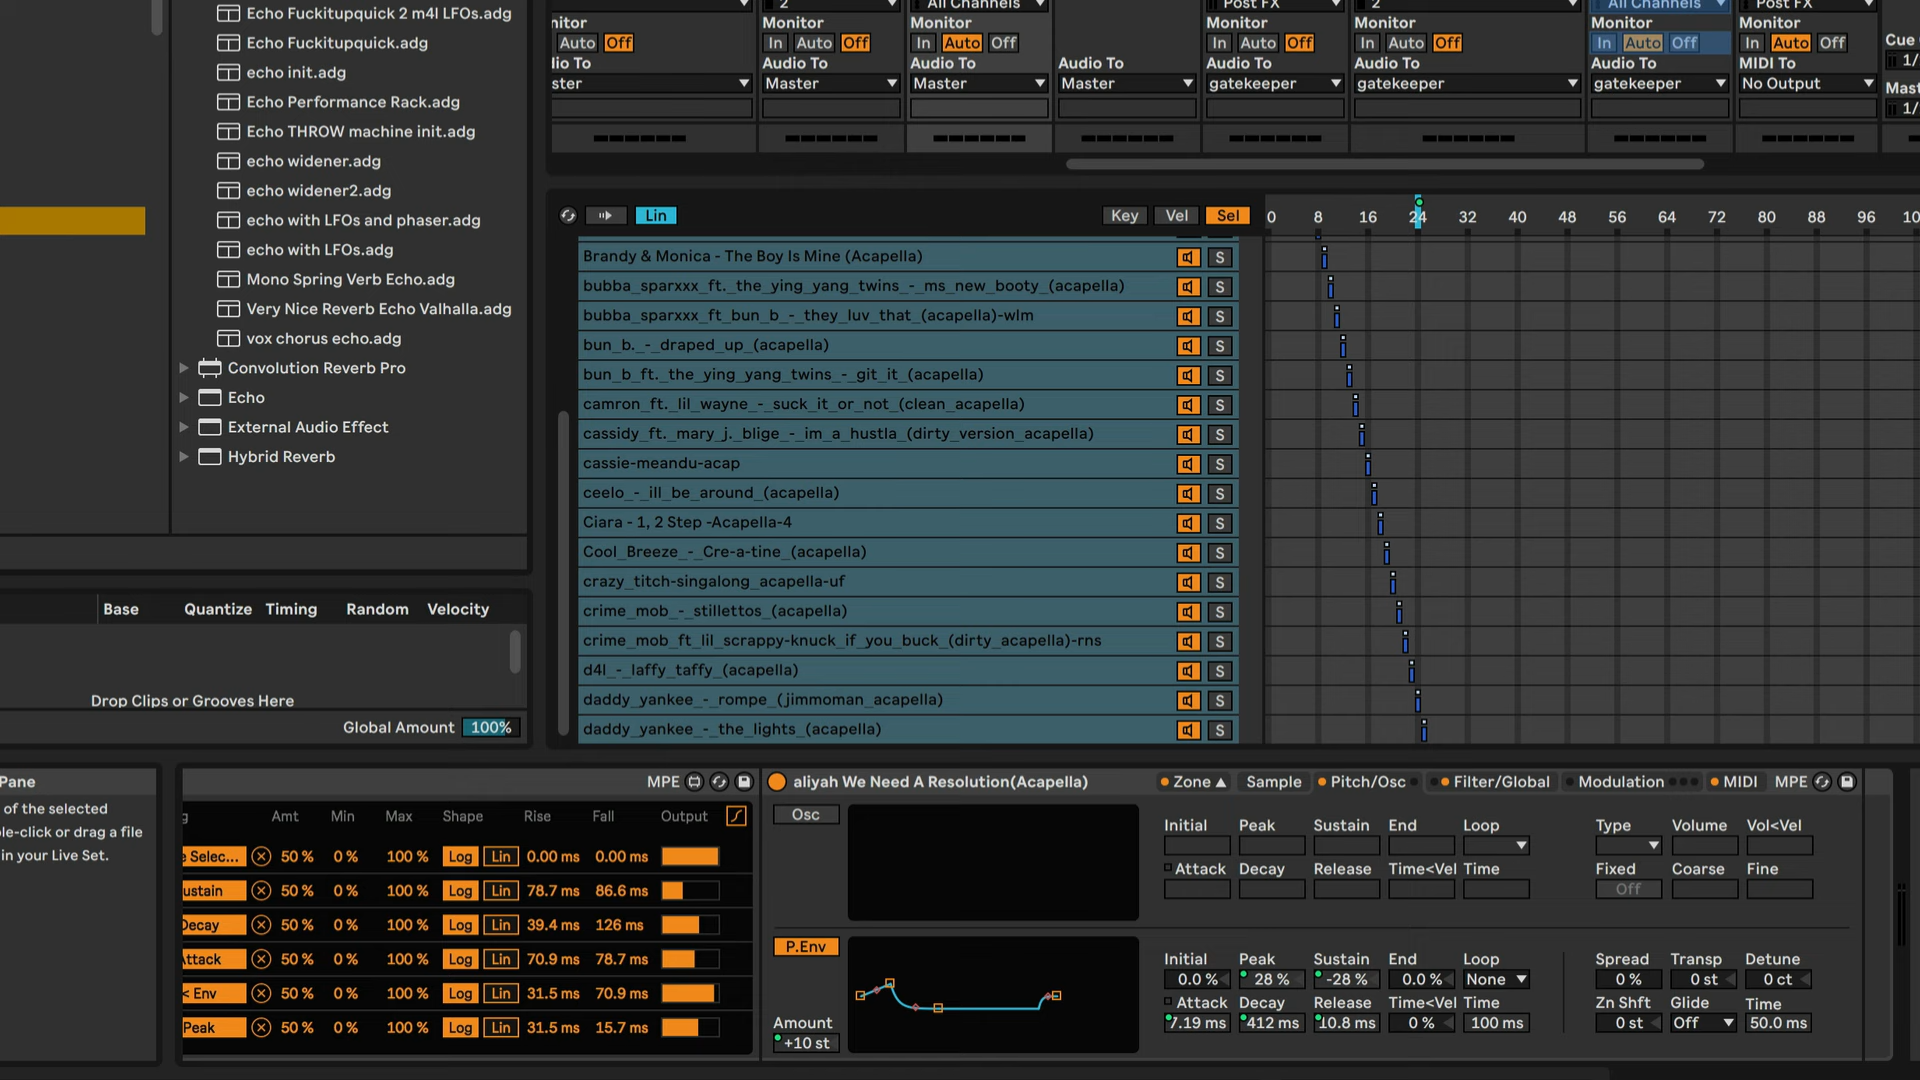 Echo Fuckitupquick 2 m4l LFOs.adg
Echo Fuckitupquick.adg
echo init.adg
Echo Performance Rack.adg
Echo THROW machine init.adg
echo widener.adg
echo widener2.adg
echo with LFOs and phaser.adg
echo with LFOs.adg
Mono Spring Verb Echo.adg
Very Nice Reverb Echo Valhalla.adg
vox chorus echo.adg
Convolution Reverb Pro
Echo
External Audio Effect
Hybrid Reverb
2 All Channels Post FX 2 All Channels Post FX
nitor Monitor Monitor Monitor Monitor Monitor Monitor
Auto Off In Auto Off In Auto Off In Auto Off In Auto Off In Auto Off In Auto Off
Cue
dio To Audio To Audio To Audio To Audio To Audio To Audio To MIDI To
1/
ster Master Master Master gatekeeper gatekeeper gatekeeper No Output
Mast
1/
Lin Key Vel Sel
0 8 16 24 32 40 48 56 64 72 80 88 96 10
Brandy & Monica - The Boy Is Mine (Acapella) S
bubba_sparxxx_ft._the_ying_yang_twins_-_ms_new_booty_(acapella) S
bubba_sparxxx_ft_bun_b_-_they_luv_that_(acapella)-wlm S
bun_b._-_draped_up_(acapella) S
bun_b_ft._the_ying_yang_twins_-_git_it_(acapella) S
camron_ft._lil_wayne_-_suck_it_or_not_(clean_acapella) S
cassidy_ft._mary_j._blige_-_im_a_hustla_(dirty_version_acapella) S
cassie-meandu-acap S
ceelo_-_ill_be_around_(acapella) S
Ciara - 1, 2 Step -Acapella-4 S
Cool_Breeze_-_Cre-a-tine_(acapella) S
crazy_titch-singalong_acapella-uf S
crime_mob_-_stillettos_(acapella) S
crime_mob_ft_lil_scrappy-knuck_if_you_buck_(dirty_acapella)-rns S
d4l_-_laffy_taffy_(acapella) S
daddy_yankee_-_rompe_(jimmoman_acapella) S
daddy_yankee_-_the_lights_(acapella) S
Base Quantize Timing Random Velocity
Drop Clips or Grooves Here
Global Amount 100%
Pane
of the selected
ole-click or drag a file
in your Live Set.
MPE
g Amt Min Max Shape Rise Fall Output
e Selec... 50 % 0 % 100 % Log Lin 0.00 ms 0.00 ms
ustain 50 % 0 % 100 % Log Lin 78.7 ms 86.6 ms
Decay 50 % 0 % 100 % Log Lin 39.4 ms 126 ms
Attack 50 % 0 % 100 % Log Lin 70.9 ms 78.7 ms
< Env 50 % 0 % 100 % Log Lin 31.5 ms 70.9 ms
Peak 50 % 0 % 100 % Log Lin 31.5 ms 15.7 ms
aliyah We Need A Resolution(Acapella) Zone Sample Pitch/Osc Filter/Global Modulation MIDI MPE
Osc
Initial Peak Sustain End Loop Type Volume Vol<Vel
Attack Decay Release Time<Vel Time Fixed Coarse Fine
Off
P.Env
Initial Peak Sustain End Loop Spread Transp Detune
0.0 % 28 % -28 % 0.0 % None 0 % 0 st 0 ct
Attack Decay Release Time<Vel Time Zn Shft Glide Time
7.19 ms 412 ms 10.8 ms 0 % 100 ms 0 st Off 50.0 ms
Amount
+10 st